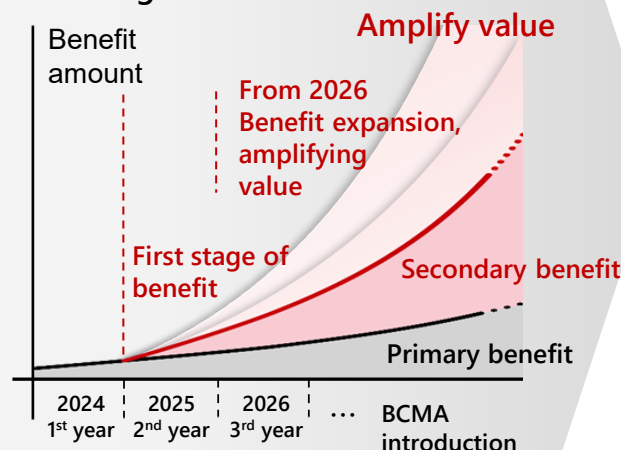 Amplify value
Benefit
amount
From 2026
Benefit expansion,
amplifying
value
First stage of
benefit
Secondary benefit
Primary benefit
2024
1st year
2025
2nd year
2026
3rd year
...
BCMA
introduction